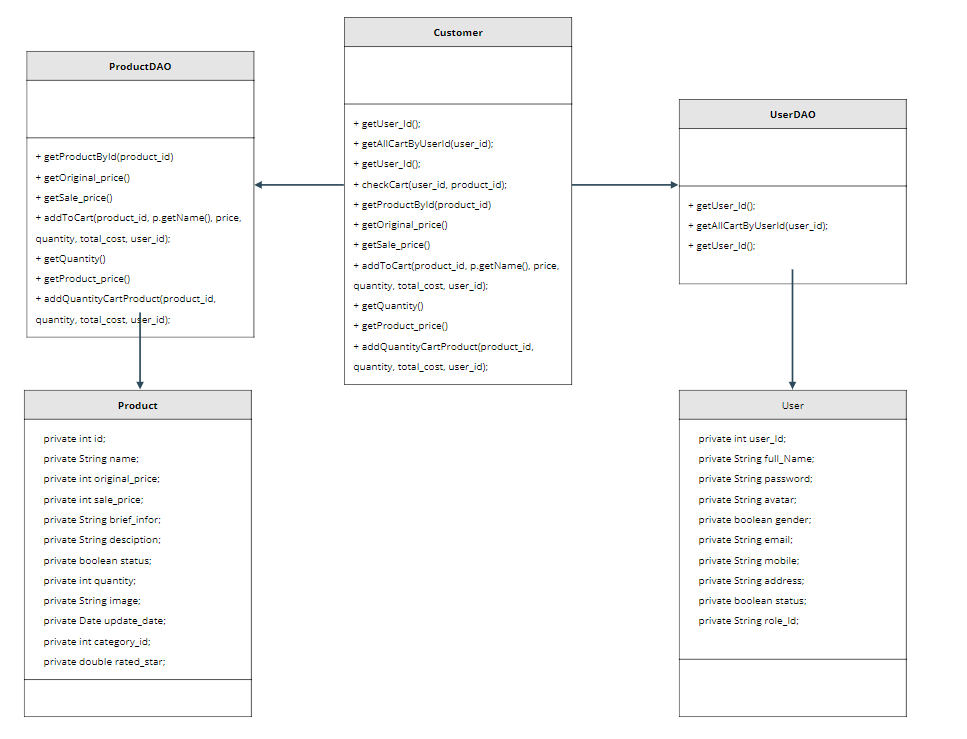 Customer
+ getUser_Id();
+ getAllCartByUserId(user_id);
+ getUser_Id();
+ checkCart(user_id, product_id);
+ getProductById(product_id)
+ getOriginal_price()
+ getSale_price()
+ addToCart(product_id, p.getName(), price,
quantity, total_cost, user_id);
+ getQuantity()
+ getProduct_price()
+ addQuantityCartProduct(product_id,
quantity, total_cost, user_id);
ProductDAO
+ getProductById(product_id)
+ getOriginal_price()
+ getSale_price()
+ addToCart(product_id, p.getName(), price,
quantity, total_cost, user_id);
+ getQuantity()
+ getProduct_price()
+ addQuantityCartProduct(product_id,
quantity, total_cost, user_id);
UserDAO
+ getUser_Id();
+ getAllCartByUserId(user_id);
+ getUser_Id();
Product
private int id;
private String name;
private int original_price;
private int sale_price;
private String brief_infor;
private String desciption;
private boolean status;
private int quantity;
private String image;
private Date update_date;
private int category_id;
private double rated_star;
User
private int user_Id;
private String full_Name;
private String password;
private String avatar;
private boolean gender;
private String email;
private String mobile;
private String address;
private boolean status;
private String role_Id;